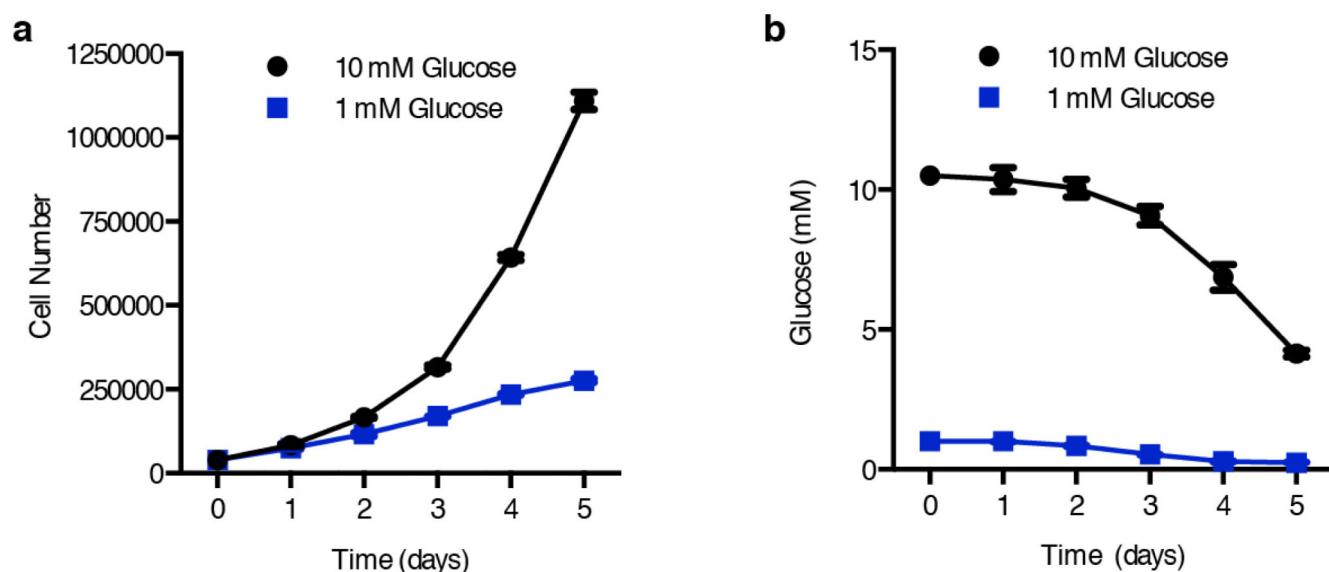 a
1250000
1000000
750000
500000
250000
0
Cell Number
10 mM Glucose
1 mM Glucose
0 1 2 3 4 5
Time (days)
b
15
10
5
0
Glucose (mM)
10 mM Glucose
1 mM Glucose
0 1 2 3 4 5
Time (days)